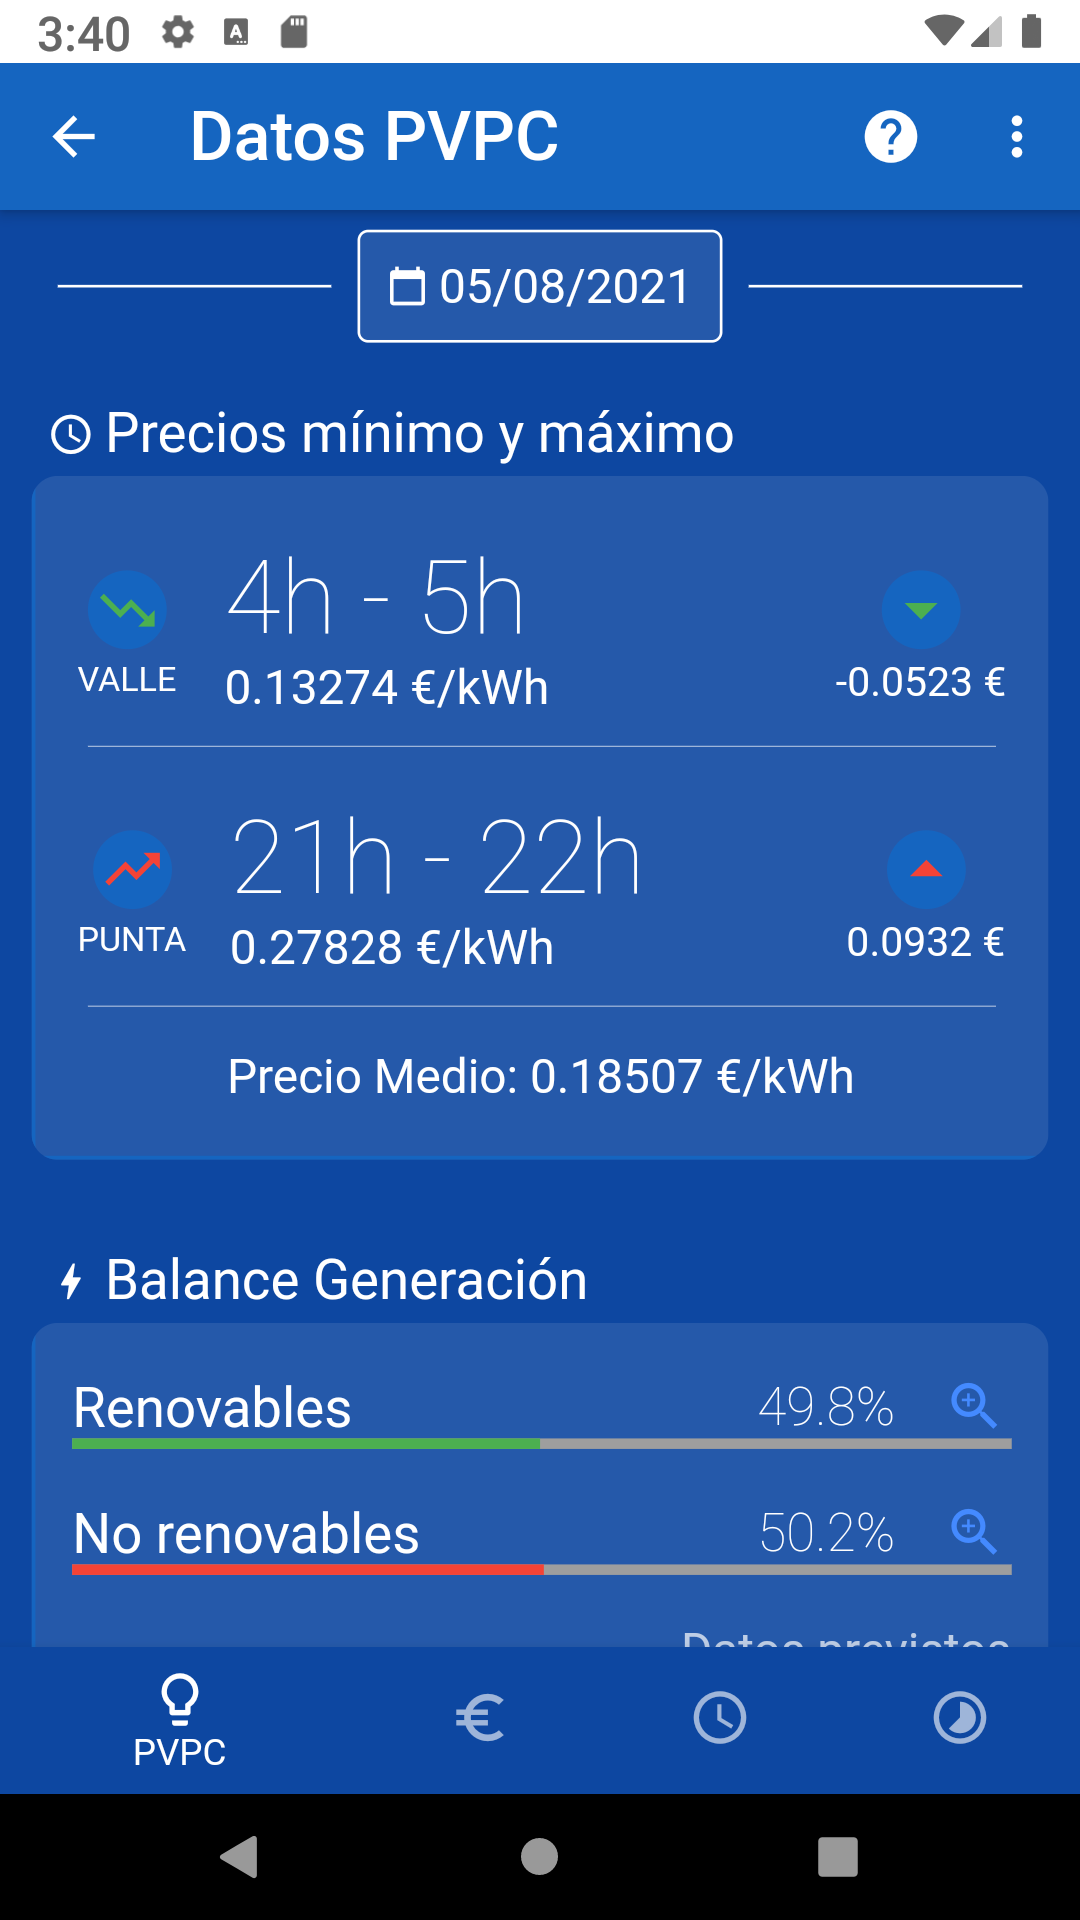 3:40
Datos PVPC
05/08/2021
Precios mínimo y máximo
4h - 5h
VALLE
0.13274 €/kWh
-0.0523 €
21h - 22h
PUNTA
0.27828 €/kWh
0.0932 €
Precio Medio: 0.18507 €/kWh
Balance Generación
Renovables 49.8%
No renovables 50.2%
Datos previstos
PVPC